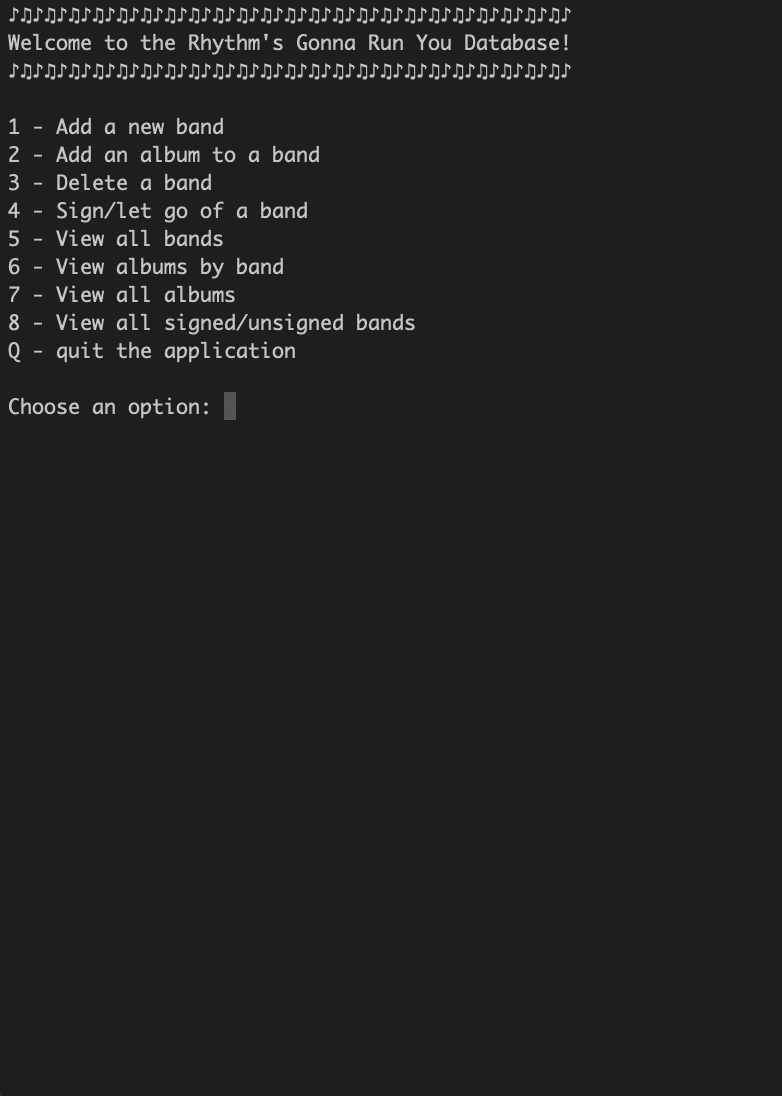 ♪♫♪♫♪♫♪♫♪♫♪♫♪♫♪♫♪♫♪♫♪♫♪♫♪♫♪♫♪♫♪♫♪♫♪♫♪♫♪♫♪♫♪♫♪♫♪
Welcome to the Rhythm's Gonna Run You Database!
♪♫♪♫♪♫♪♫♪♫♪♫♪♫♪♫♪♫♪♫♪♫♪♫♪♫♪♫♪♫♪♫♪♫♪♫♪♫♪♫♪♫♪♫♪♫♪
1 - Add a new band
2 - Add an album to a band
3 - Delete a band
4 - Sign/let go of a band
5 - View all bands
6 - View albums by band
7 - View all albums
8 - View all signed/unsigned bands
Q - quit the application
Choose an option: